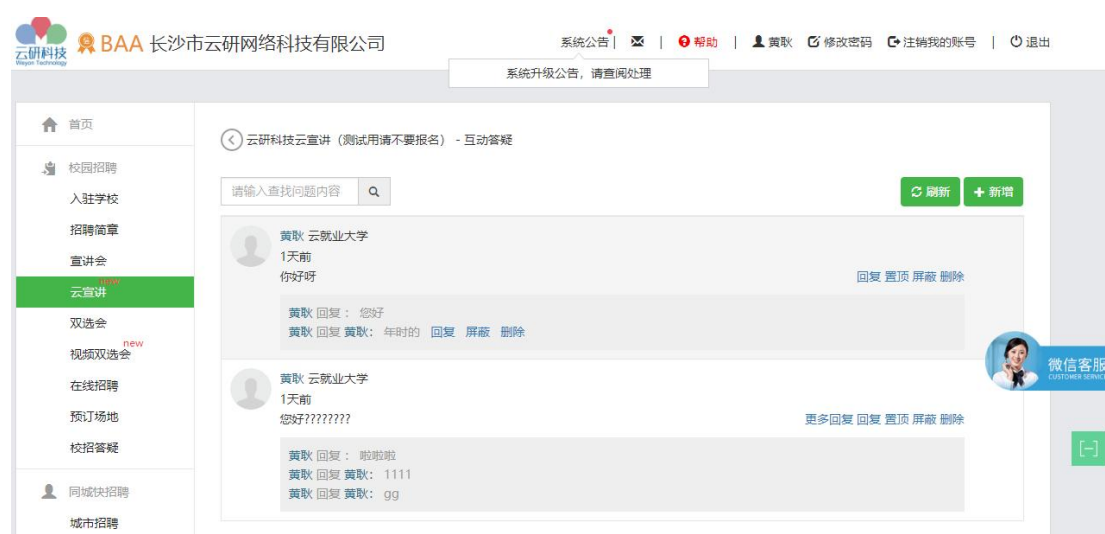 云研科技
Weyon Technology
BAA 长沙市云研网络科技有限公司
系统公告 | | 帮助 | 黄耿 修改密码 注销我的账号 | 退出
系统升级公告，请查阅处理
首页
云研科技云宣讲（测试用请不要报名） - 互动答疑
校园招聘
请输入查找问题内容
刷新 新增
入驻学校
招聘简章
宣讲会
new
云宣讲
双选会
new
视频双选会
在线招聘
预订场地
校招答疑
同城快招聘
城市招聘
黄耿 云就业大学
1天前
你好呀
回复 置顶 屏蔽 删除
黄耿 回复 ： 您好
黄耿 回复 黄耿： 年时的 回复 屏蔽 删除
黄耿 云就业大学
1天前
您好????????
更多回复 回复 置顶 屏蔽 删除
黄耿 回复 ： 啦啦啦
黄耿 回复 黄耿： 1111
黄耿 回复 黄耿： gg
微信客服
CUSTOMER SERVIC
[−]